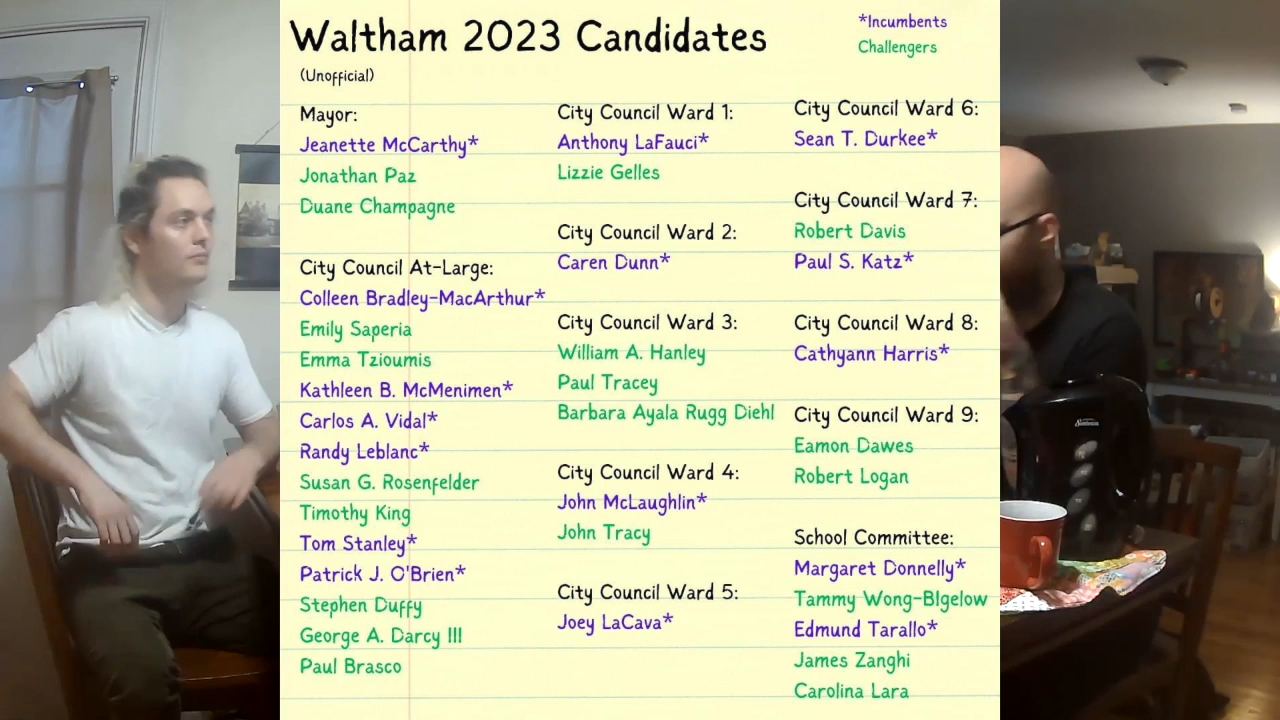 Waltham 2023 Candidates
(Unofficial)
*Incumbents
Challengers
Mayor:
Jeanette McCarthy*
Jonathan Paz
Duane Champagne
City Council At-Large:
Colleen Bradley-MacArthur*
Emily Saperia
Emma Tzioumis
Kathleen B. McMenimen*
Carlos A. Vidal*
Randy Leblanc*
Susan G. Rosenfelder
Timothy King
Tom Stanley*
Patrick J. O'Brien*
Stephen Duffy
George A. Darcy III
Paul Brasco
City Council Ward 1:
Anthony LaFauci*
Lizzie Gelles
City Council Ward 2:
Caren Dunn*
City Council Ward 3:
William A. Hanley
Paul Tracey
Barbara Ayala Rugg Diehl
City Council Ward 4:
John McLaughlin*
John Tracy
City Council Ward 5:
Joey LaCava*
City Council Ward 6:
Sean T. Durkee*
City Council Ward 7:
Robert Davis
Paul S. Katz*
City Council Ward 8:
Cathyann Harris*
City Council Ward 9:
Eamon Dawes
Robert Logan
School Committee:
Margaret Donnelly*
Tammy Wong-BIgelow
Edmund Tarallo*
James Zanghi
Carolina Lara
Sunbeam